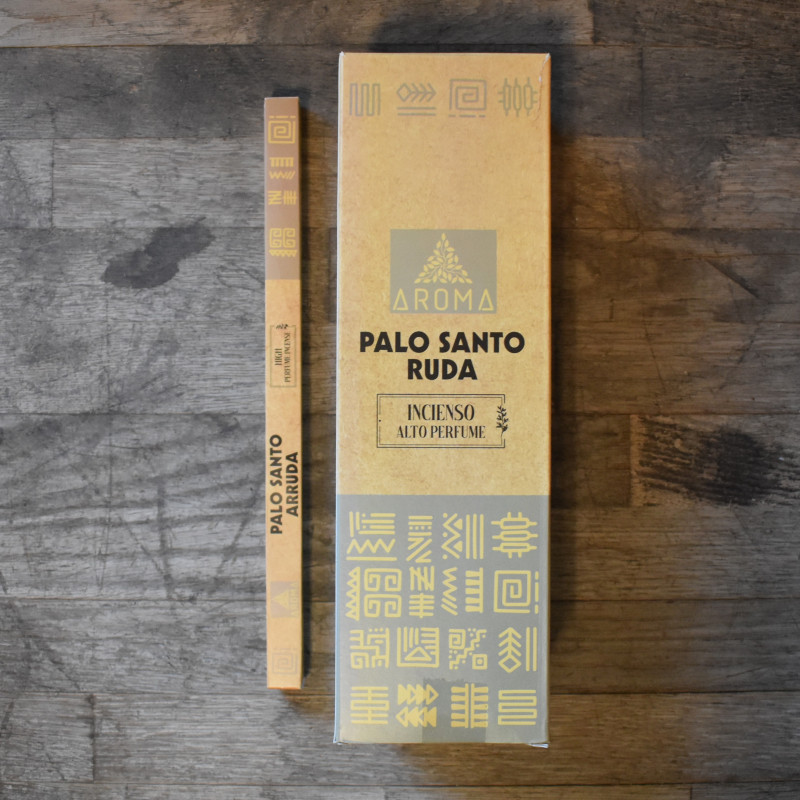 HIGH
PERFUME INCENSE
PALO SANTO
ARRUDA
AROMA
PALO SANTO
RUDA
INCIENSO
ALTO PERFUME